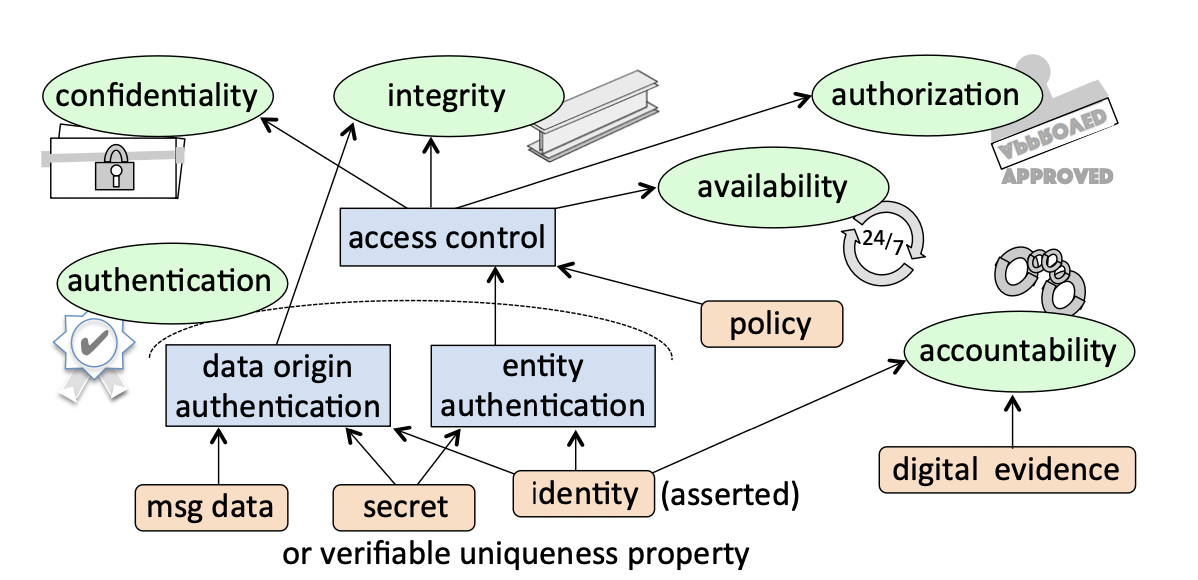 confidentiality
integrity
authorization
APPROVED
APPROVED
availability
access control
24/7
authentication
policy
accountability
data origin
authentication
entity
authentication
digital evidence
msg data
secret
identity (asserted)
or verifiable uniqueness property